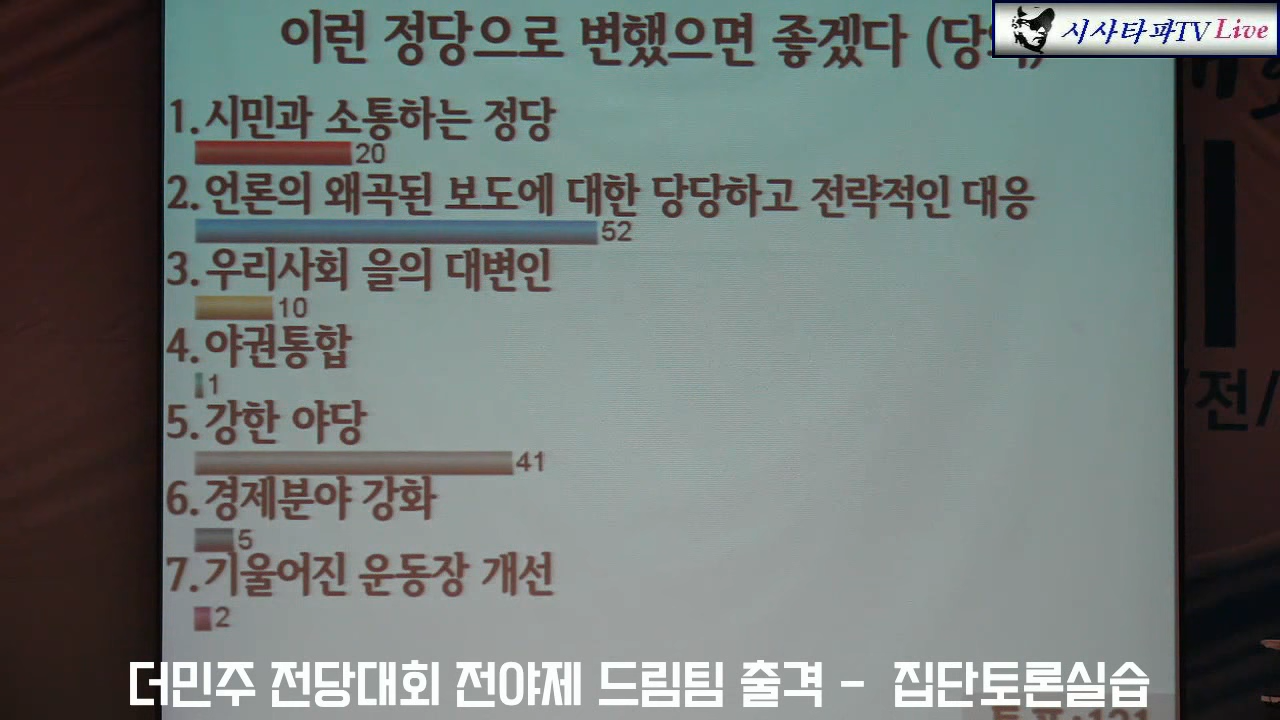 이런 정당으로 변했으면 좋겠다
시사타파TV Live
1. 시민과 소통하는 정당
20
2. 언론의 왜곡된 보도에 대한 당당하고 전략적인 대응
52
3. 우리사회 을의 대변인
10
4. 야권통합
1
5. 강한 야당
41
6. 경제분야 강화
5
7. 기울어진 운동장 개선
2
/전/
더민주 전당대회 전야제 드림팀 출격 - 집단토론실습